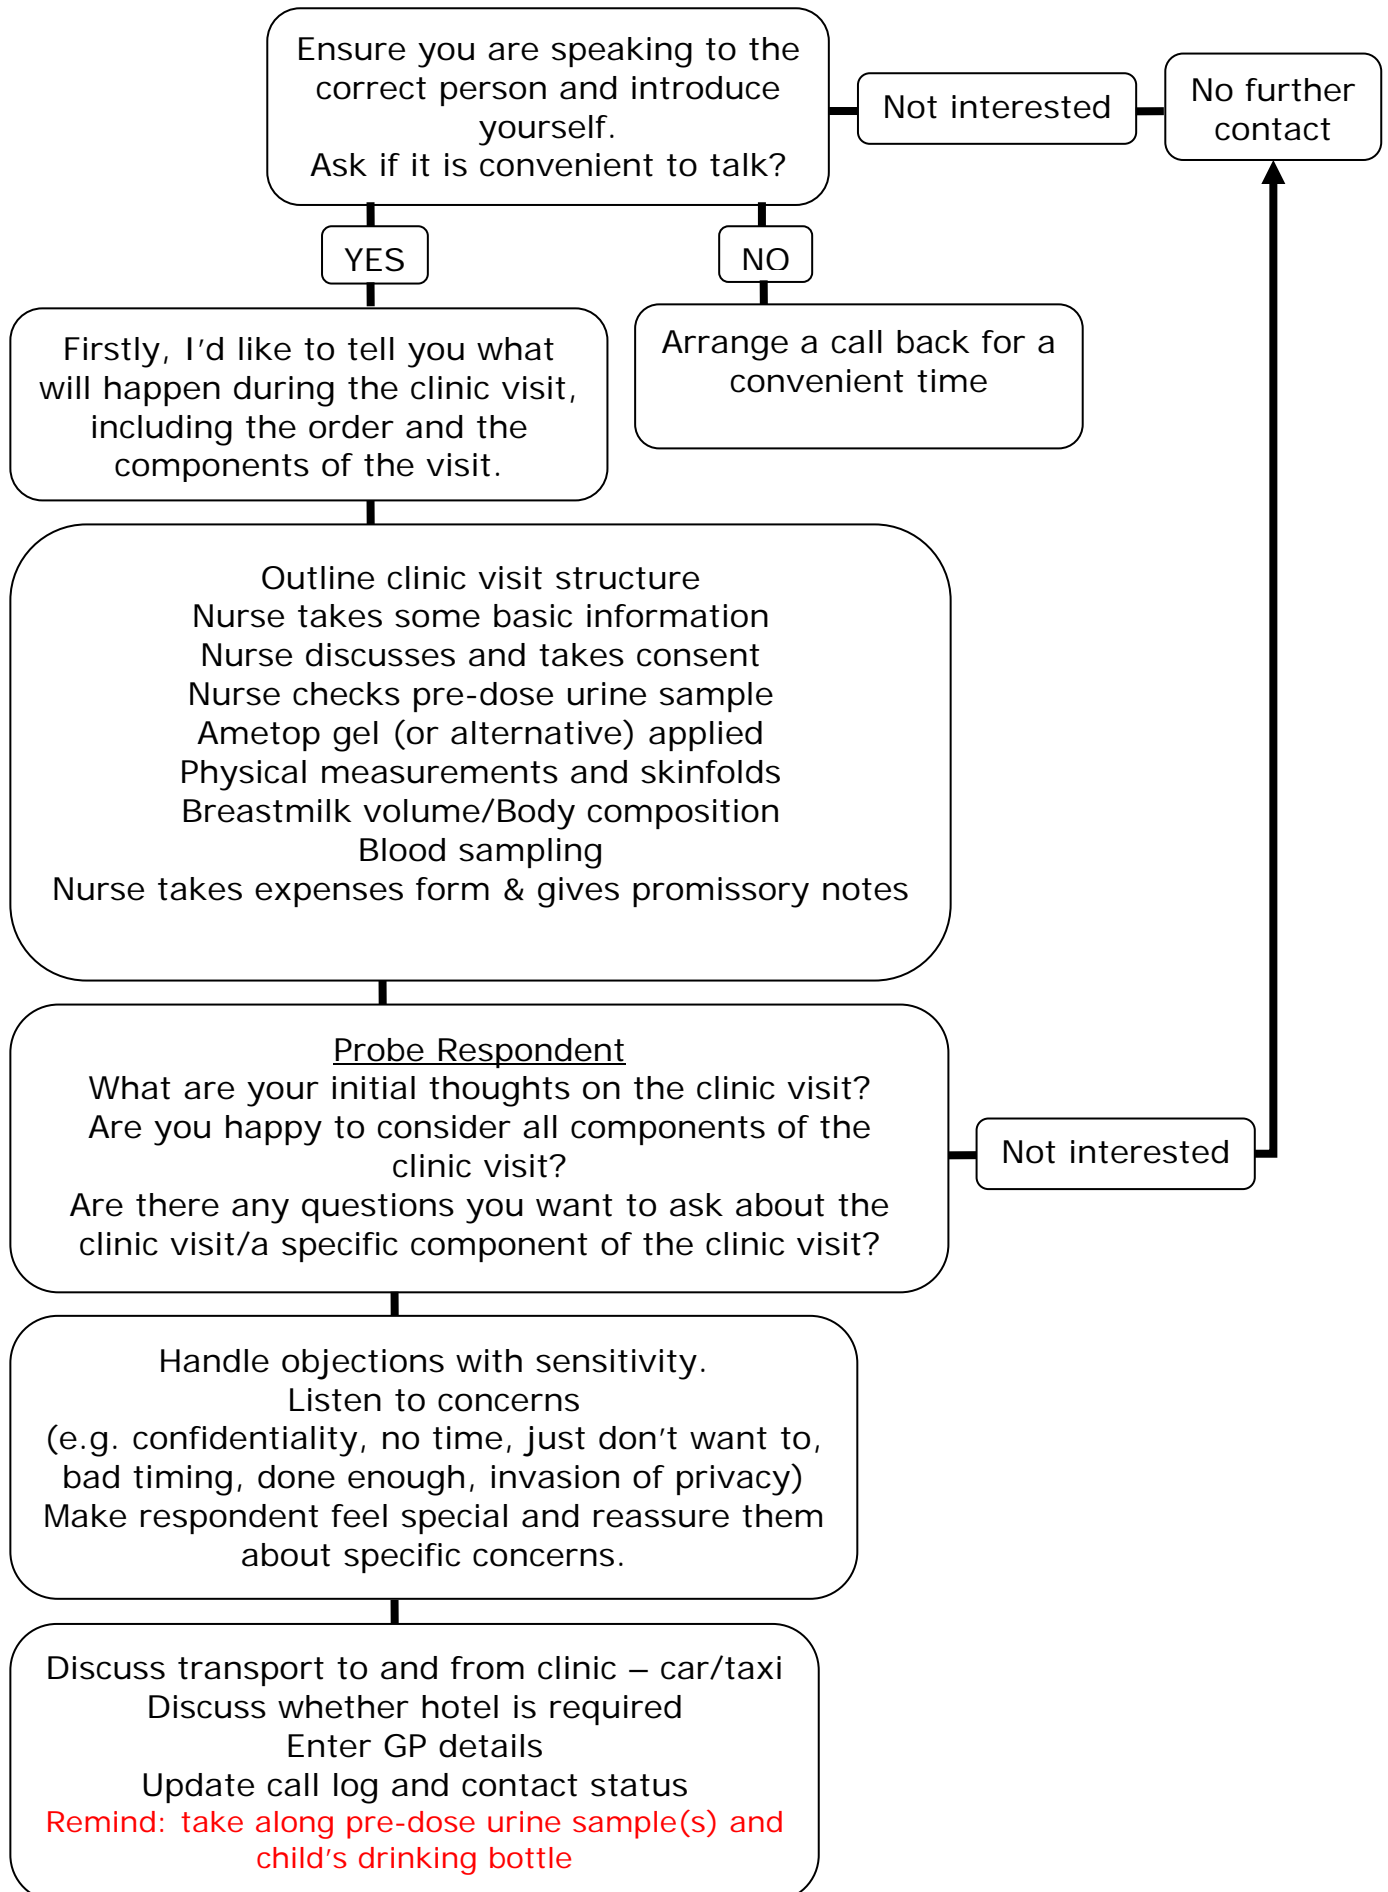 Ensure you are speaking to the
correct person and introduce
yourself.
Ask if it is convenient to talk?
Not interested
No further
contact
YES
NO
Firstly, I'd like to tell you what
will happen during the clinic visit,
including the order and the
components of the visit.
Arrange a call back for a
convenient time
Outline clinic visit structure
Nurse takes some basic information
Nurse discusses and takes consent
Nurse checks pre-dose urine sample
Ametop gel (or alternative) applied
Physical measurements and skinfolds
Breastmilk volume/Body composition
Blood sampling
Nurse takes expenses form & gives promissory notes
Probe Respondent
What are your initial thoughts on the clinic visit?
Are you happy to consider all components of the
clinic visit?
Are there any questions you want to ask about the
clinic visit/a specific component of the clinic visit?
Not interested
Handle objections with sensitivity.
Listen to concerns
(e.g. confidentiality, no time, just don't want to,
bad timing, done enough, invasion of privacy)
Make respondent feel special and reassure them
about specific concerns.
Discuss transport to and from clinic – car/taxi
Discuss whether hotel is required
Enter GP details
Update call log and contact status
Remind: take along pre-dose urine sample(s) and
child's drinking bottle